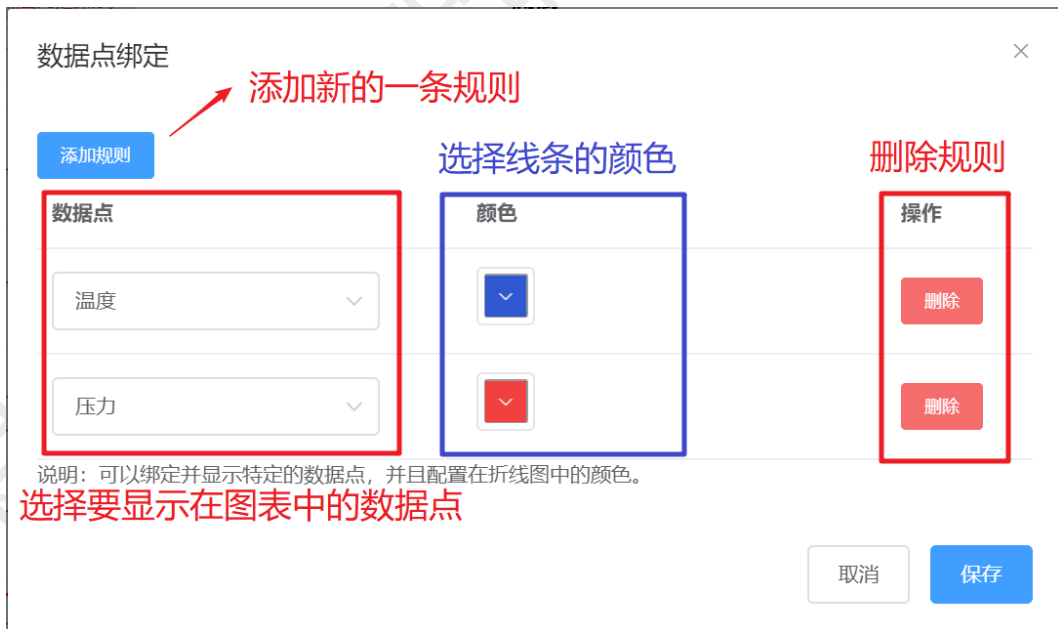 数据点绑定
添加新的一条规则
添加规则
选择线条的颜色
删除规则
数据点
颜色
操作
温度
删除
压力
删除
说明：可以绑定并显示特定的数据点，并且配置在折线图中的颜色。
选择要显示在图表中的数据点
取消
保存